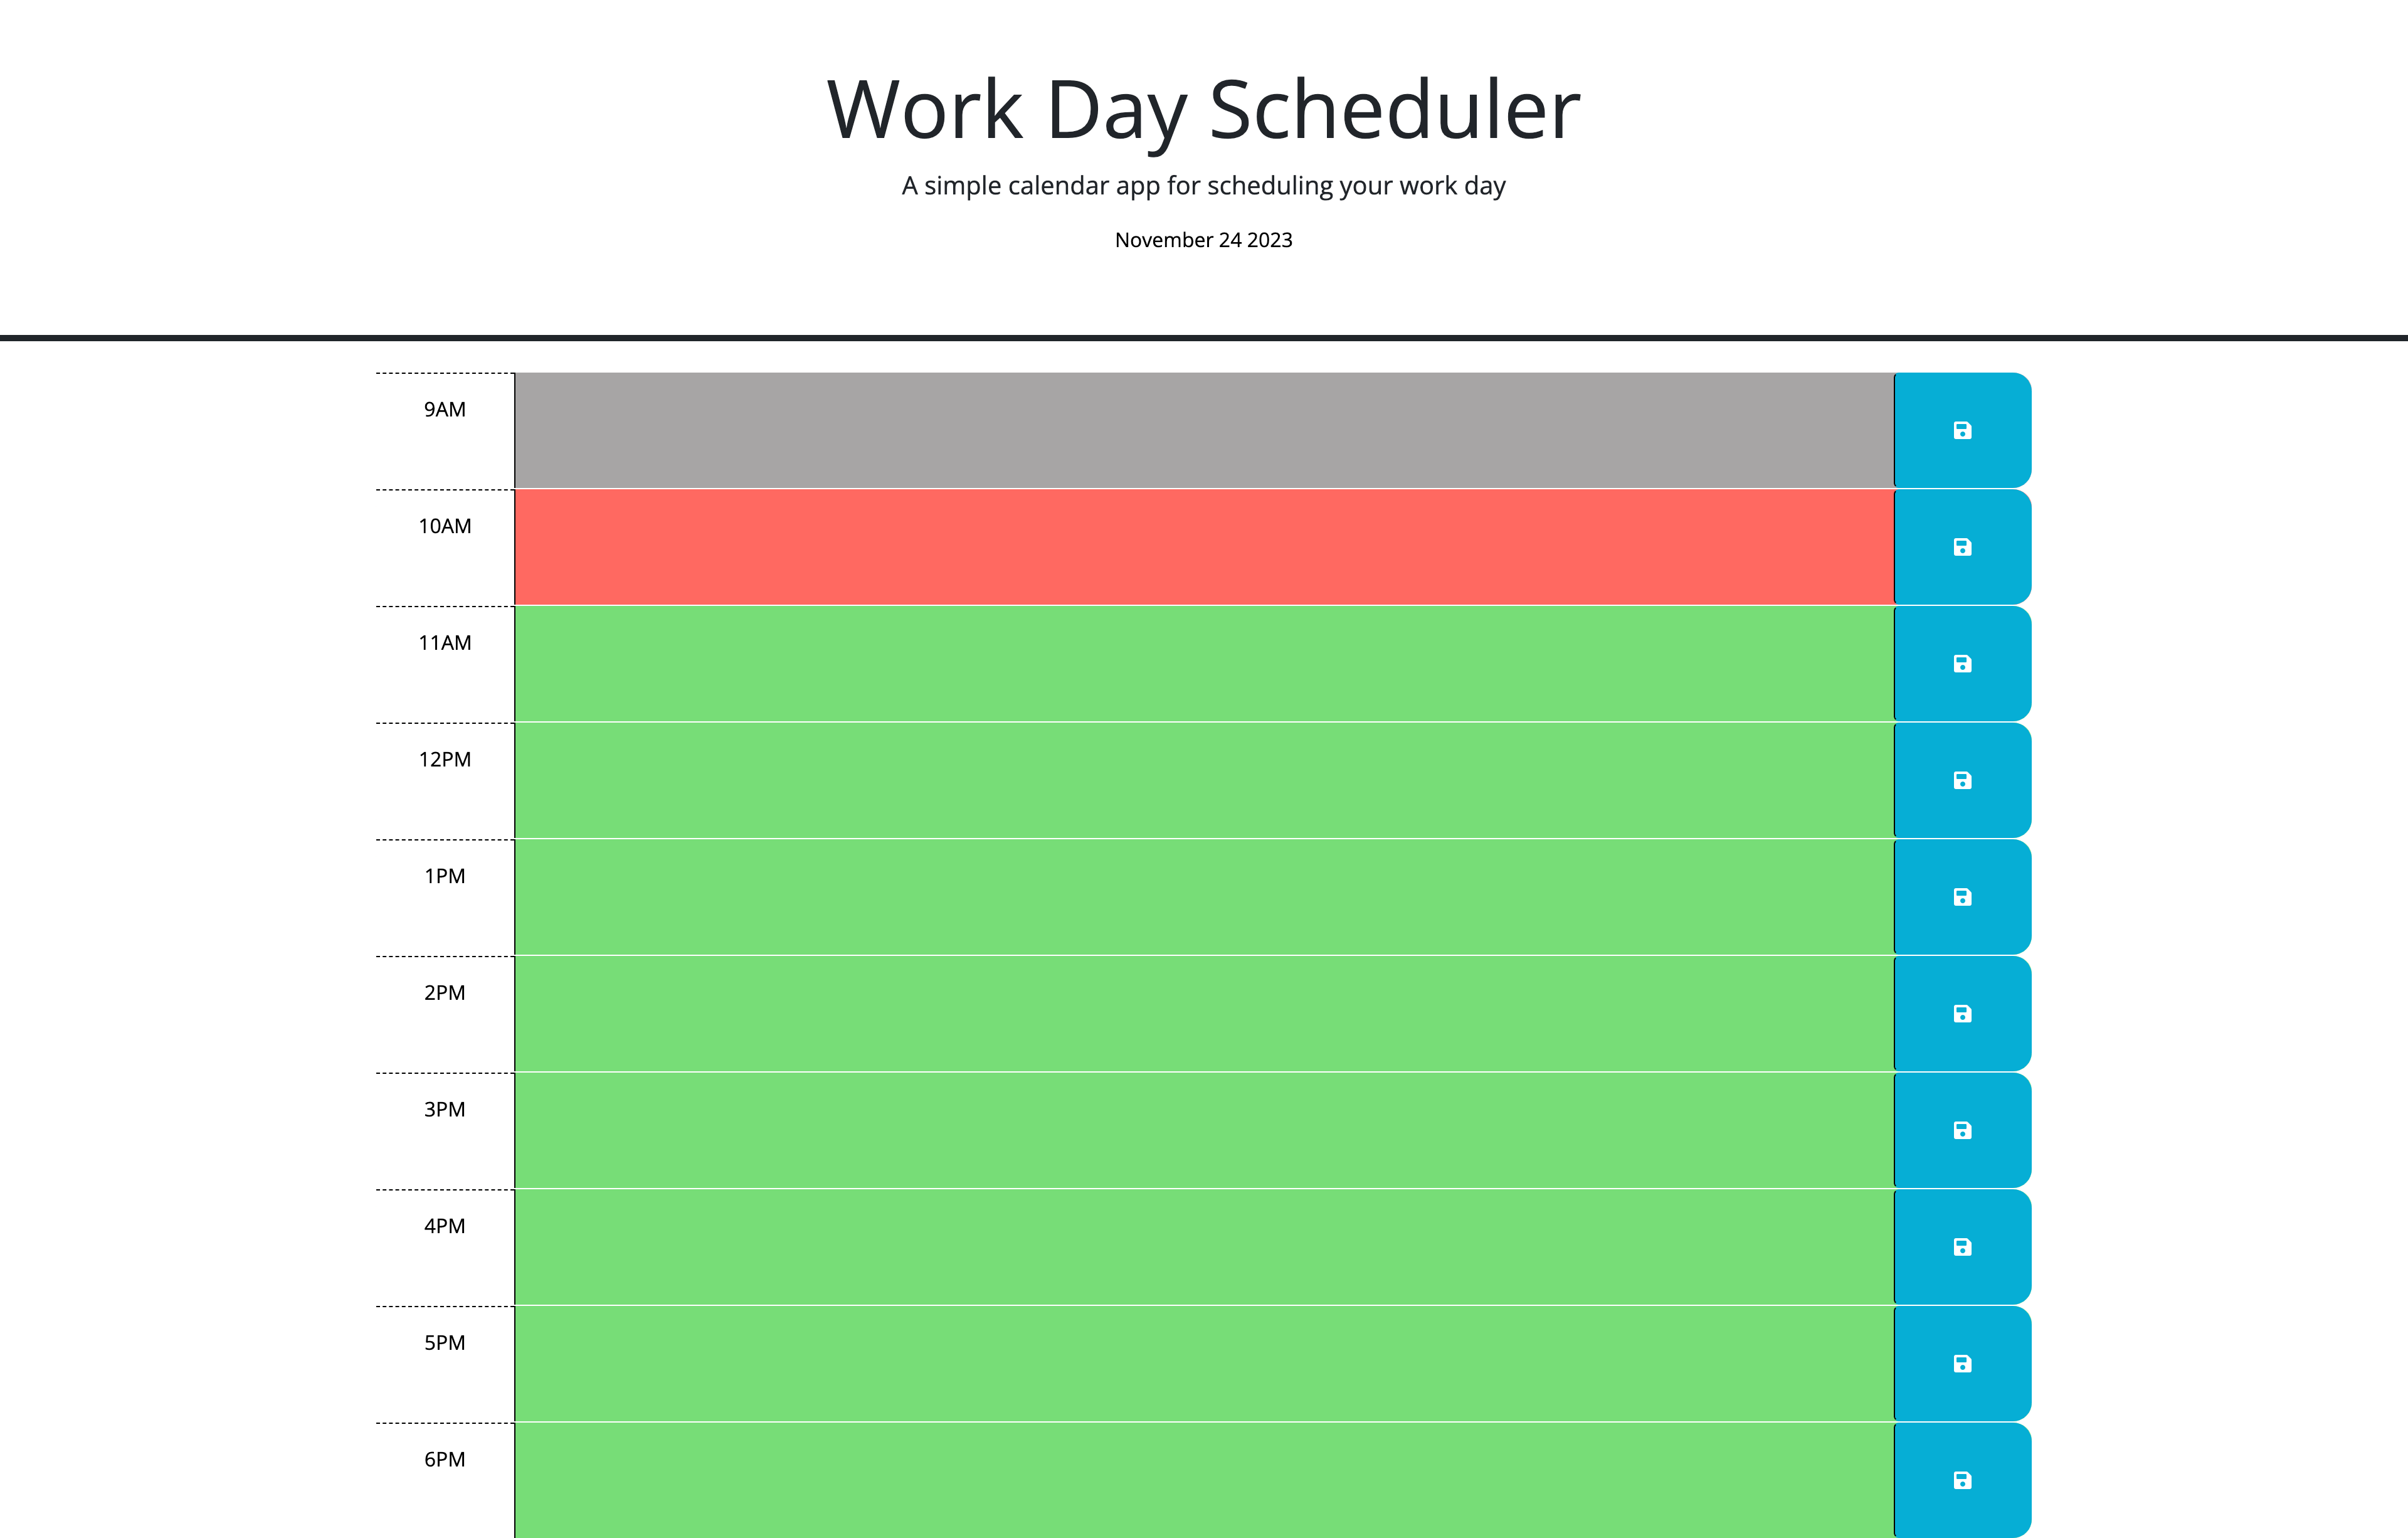 Work Day Scheduler
A simple calendar app for scheduling your work day
November 24 2023
9AM
10AM
11AM
12PM
1PM
2PM
3PM
4PM
5PM
6PM